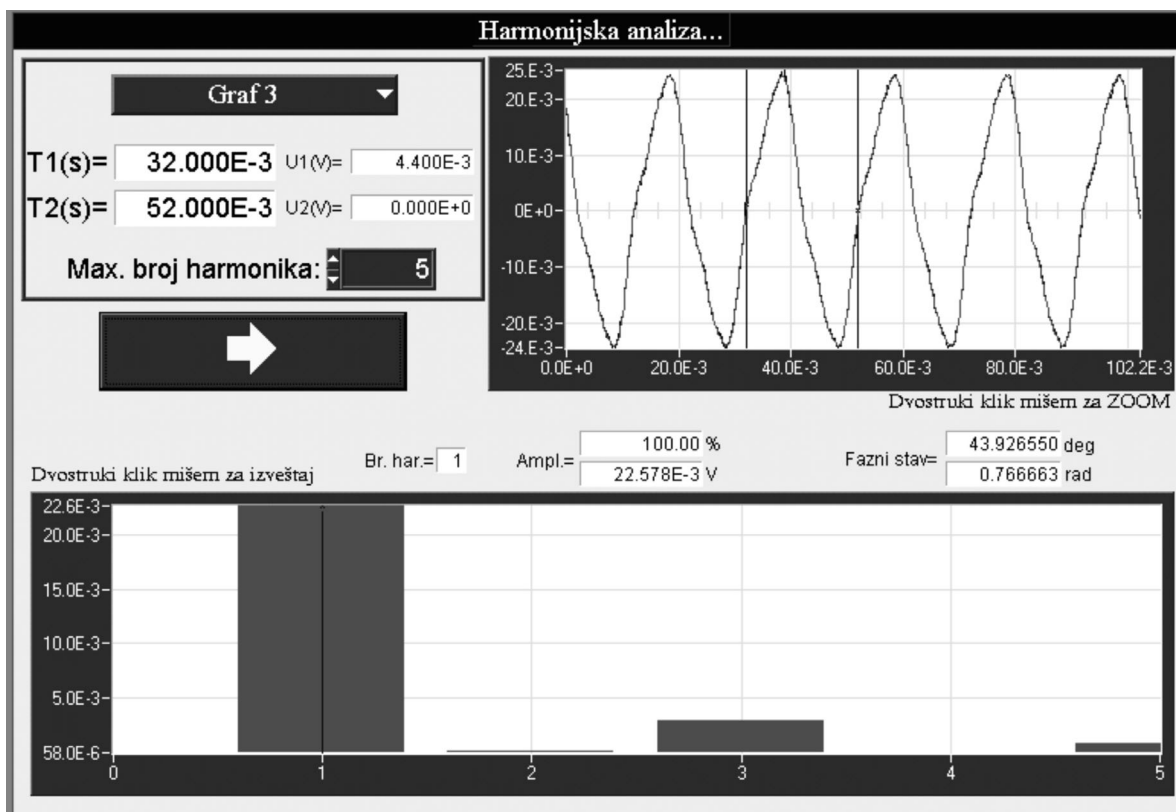 Harmonijska analiza...
Graf 3
T1(s)= 32.000E-3 U1(V)= 4.400E-3
T2(s)= 52.000E-3 U2(V)= 0.000E+0
Max. broj harmonika: 5
25.E-3
20.E-3
10.E-3
0E+0
-10.E-3
-20.E-3
-24.E-3
0.0E+0 20.0E-3 40.0E-3 60.0E-3 80.0E-3 102.2E-3
Dvostruki klik mišem za ZOOM
Dvostruki klik mišem za izveštaj
Br. har.= 1
Ampl.= 100.00 %
22.578E-3 V
Fazni stav= 43.926550 deg
0.766663 rad
22.6E-3
20.0E-3
15.0E-3
10.0E-3
5.0E-3
58.0E-6
0 1 2 3 4 5